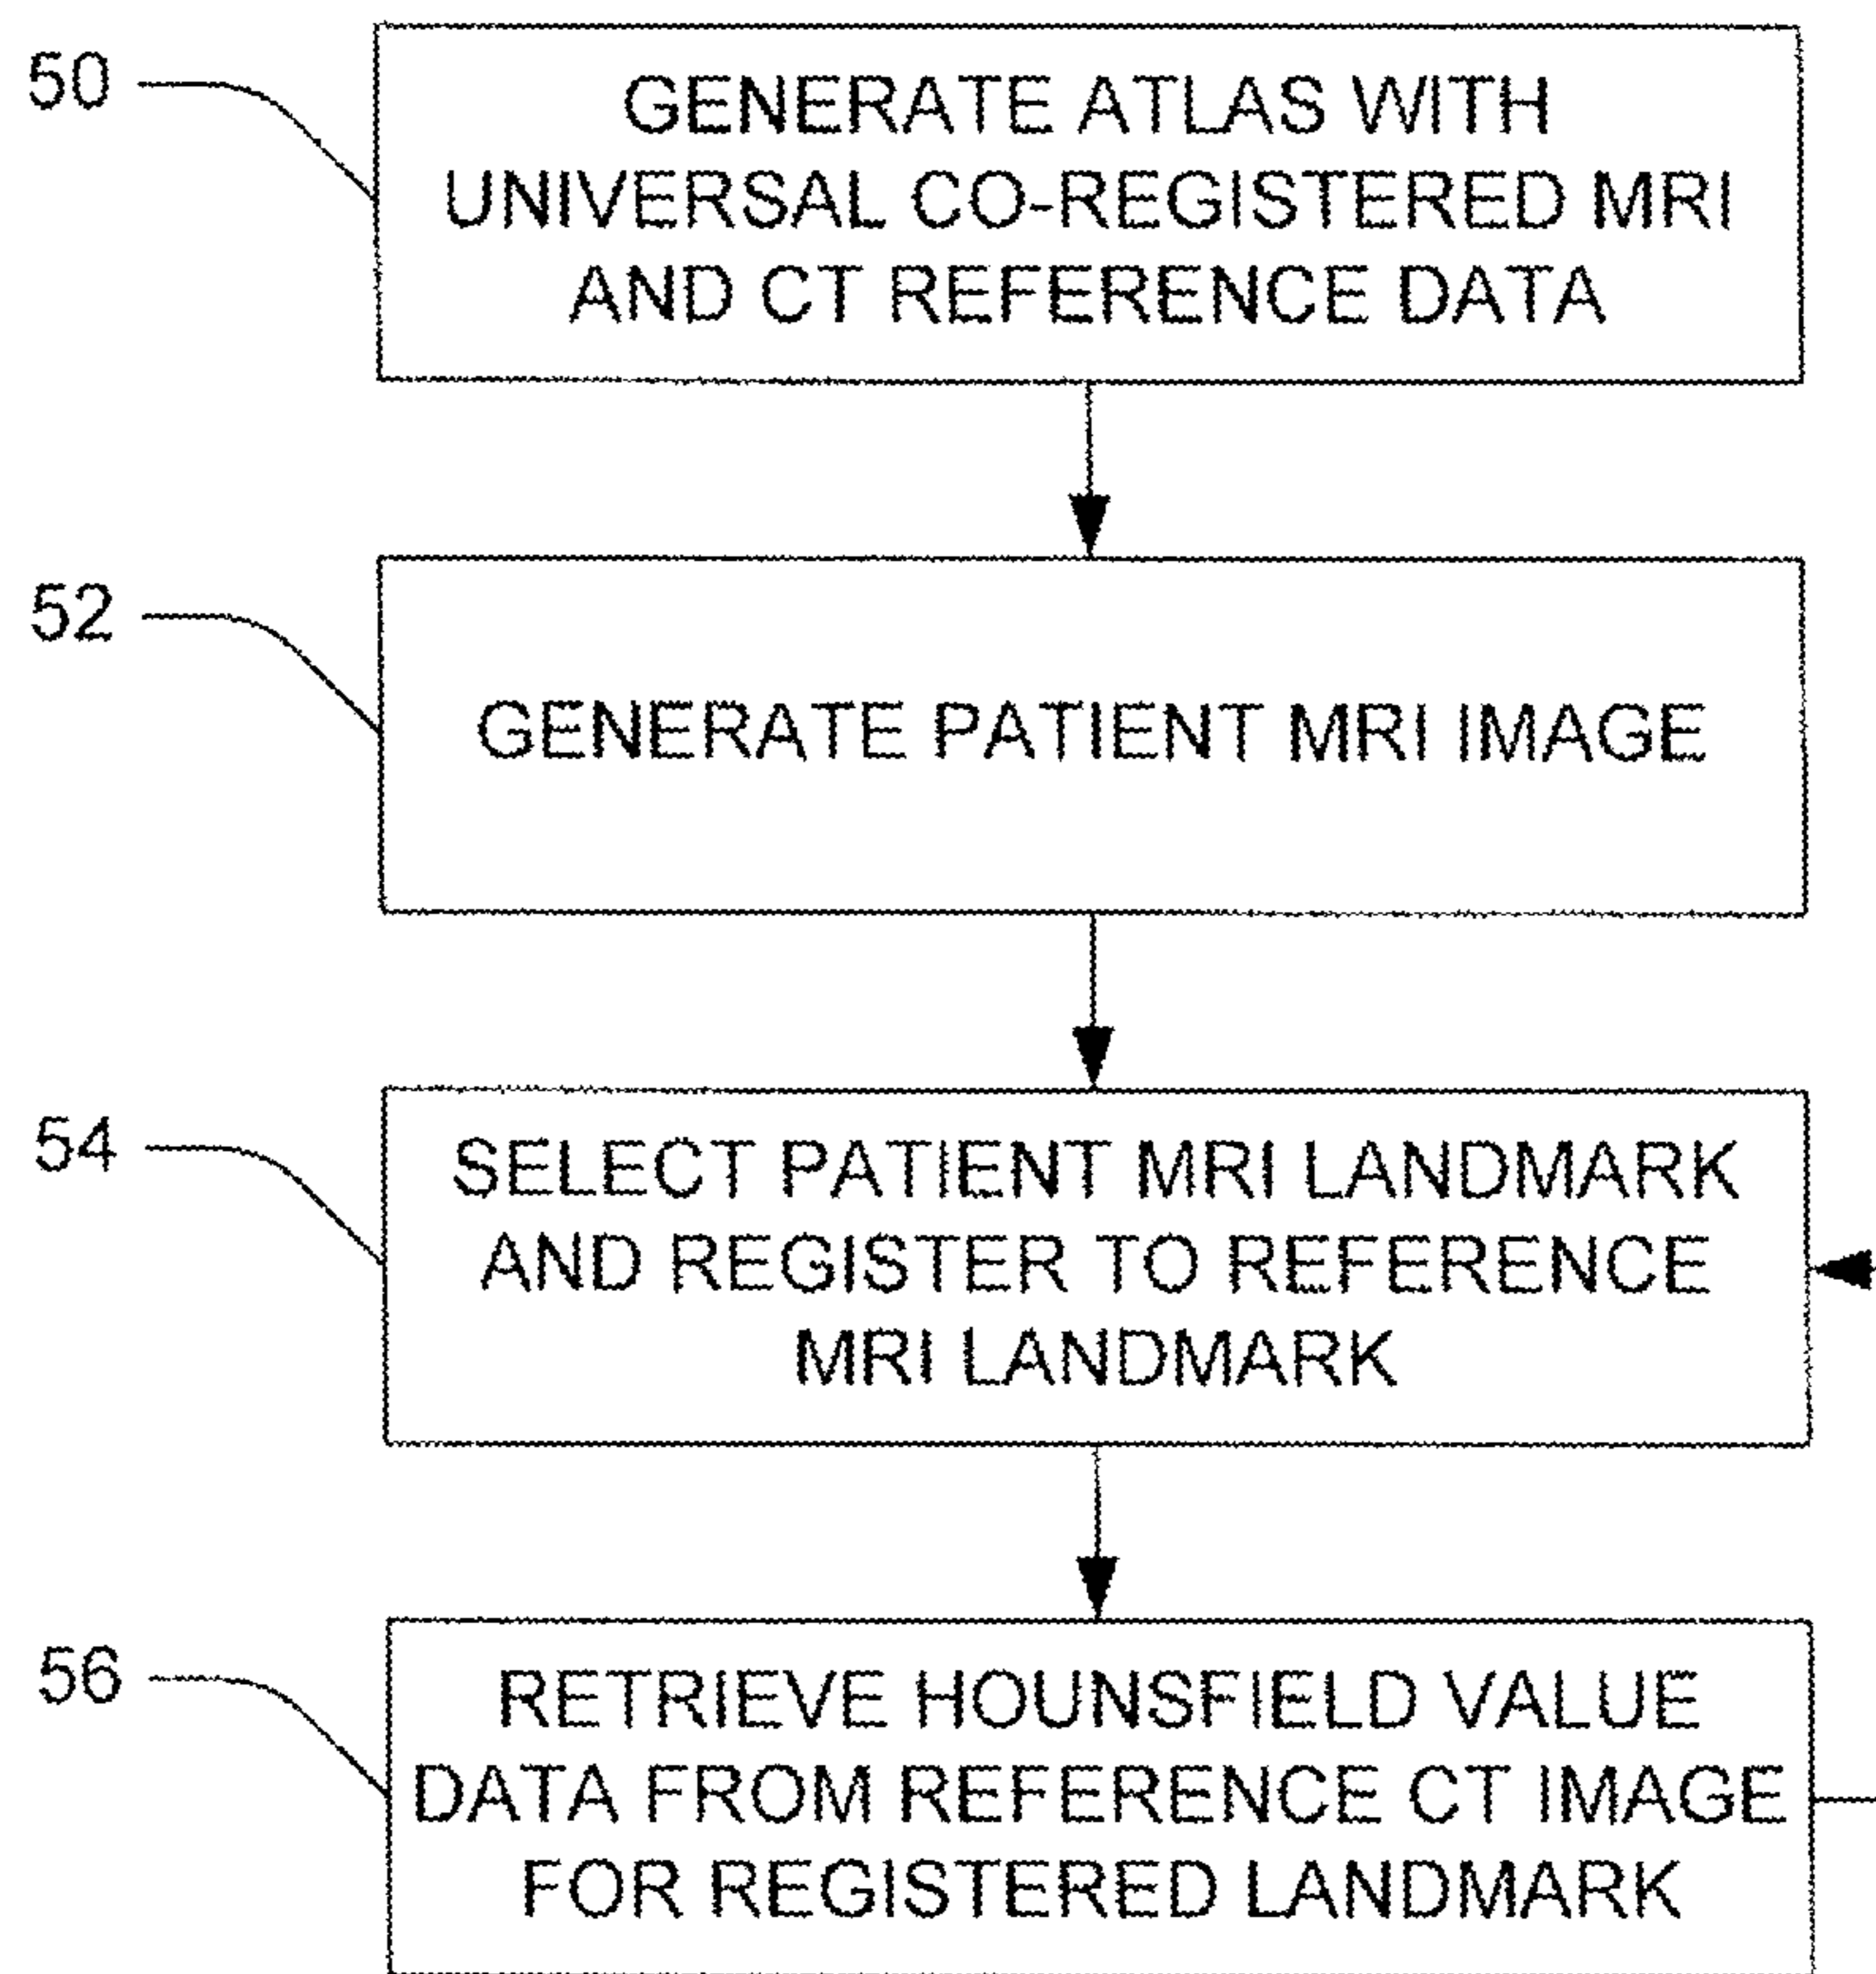 50
GENERATE ATLAS WITH
UNIVERSAL CO-REGISTERED MRI
AND CT REFERENCE DATA
52
GENERATE PATIENT MRI IMAGE
54
SELECT PATIENT MRI LANDMARK
AND REGISTER TO REFERENCE
MRI LANDMARK
56
RETRIEVE HOUNSFIELD VALUE
DATA FROM REFERENCE CT IMAGE
FOR REGISTERED LANDMARK